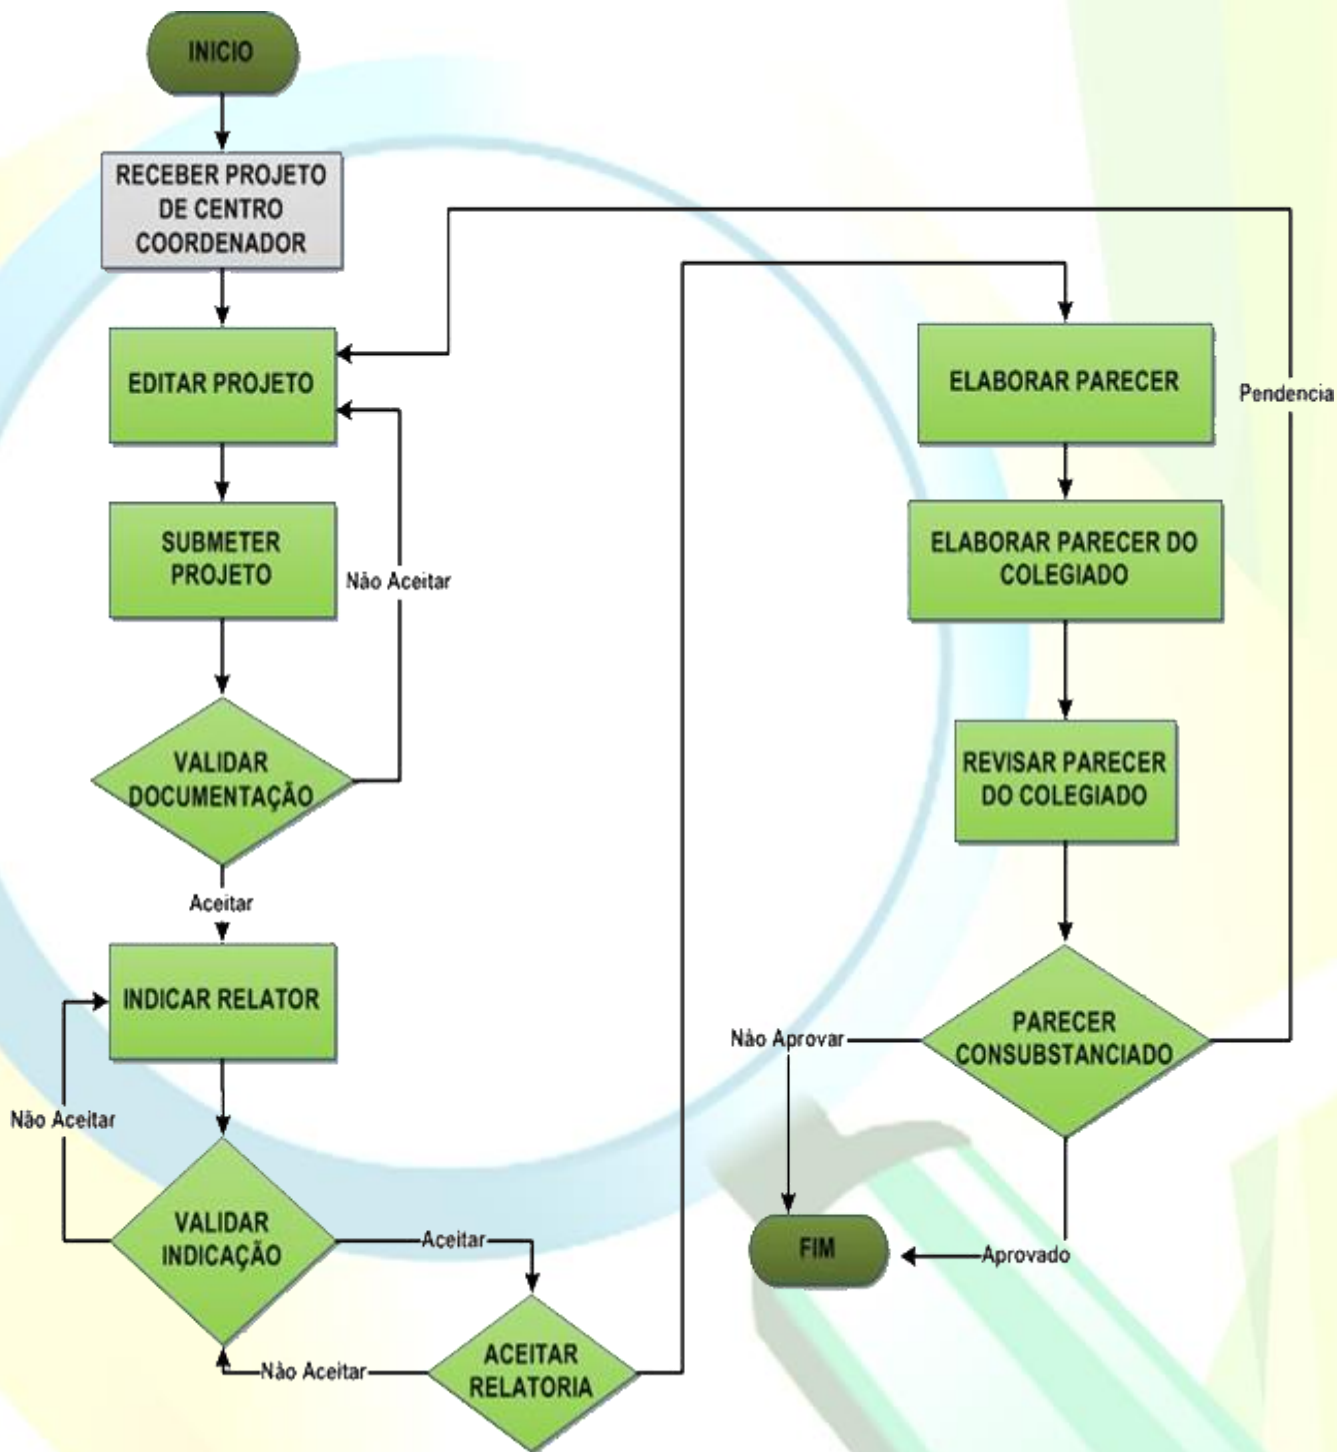 INICIO
RECEBER PROJETO
DE CENTRO
COORDENADOR
EDITAR PROJETO
SUBMETER
PROJETO
Não Aceitar
VALIDAR
DOCUMENTAÇÃO
Aceitar
INDICAR RELATOR
Não Aceitar
VALIDAR
INDICAÇÃO
Aceitar
Não Aceitar
ACEITAR
RELATORIA
ELABORAR PARECER
Pendencia
ELABORAR PARECER DO
COLEGIADO
REVISAR PARECER
DO COLEGIADO
PARECER
CONSUBSTANCIADO
Não Aprovar
Aprovado
FIM